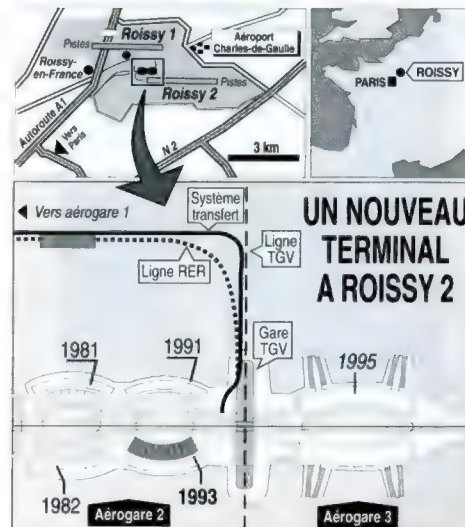 Roissy 1
Pistes
Aéroport
Charles-de-Gaulle
Roissy-
en-France
Pistes
Roissy 2
Autoroute A1
Vers
Paris
N 2
3 km
PARIS
ROISSY
Vers aérogare 1
Système
transfert
UN NOUVEAU
TERMINAL
A ROISSY 2
Ligne
TGV
Ligne RER
Gare
TGV
1981
1991
1995
1982
1993
Aérogare 2
Aérogare 3